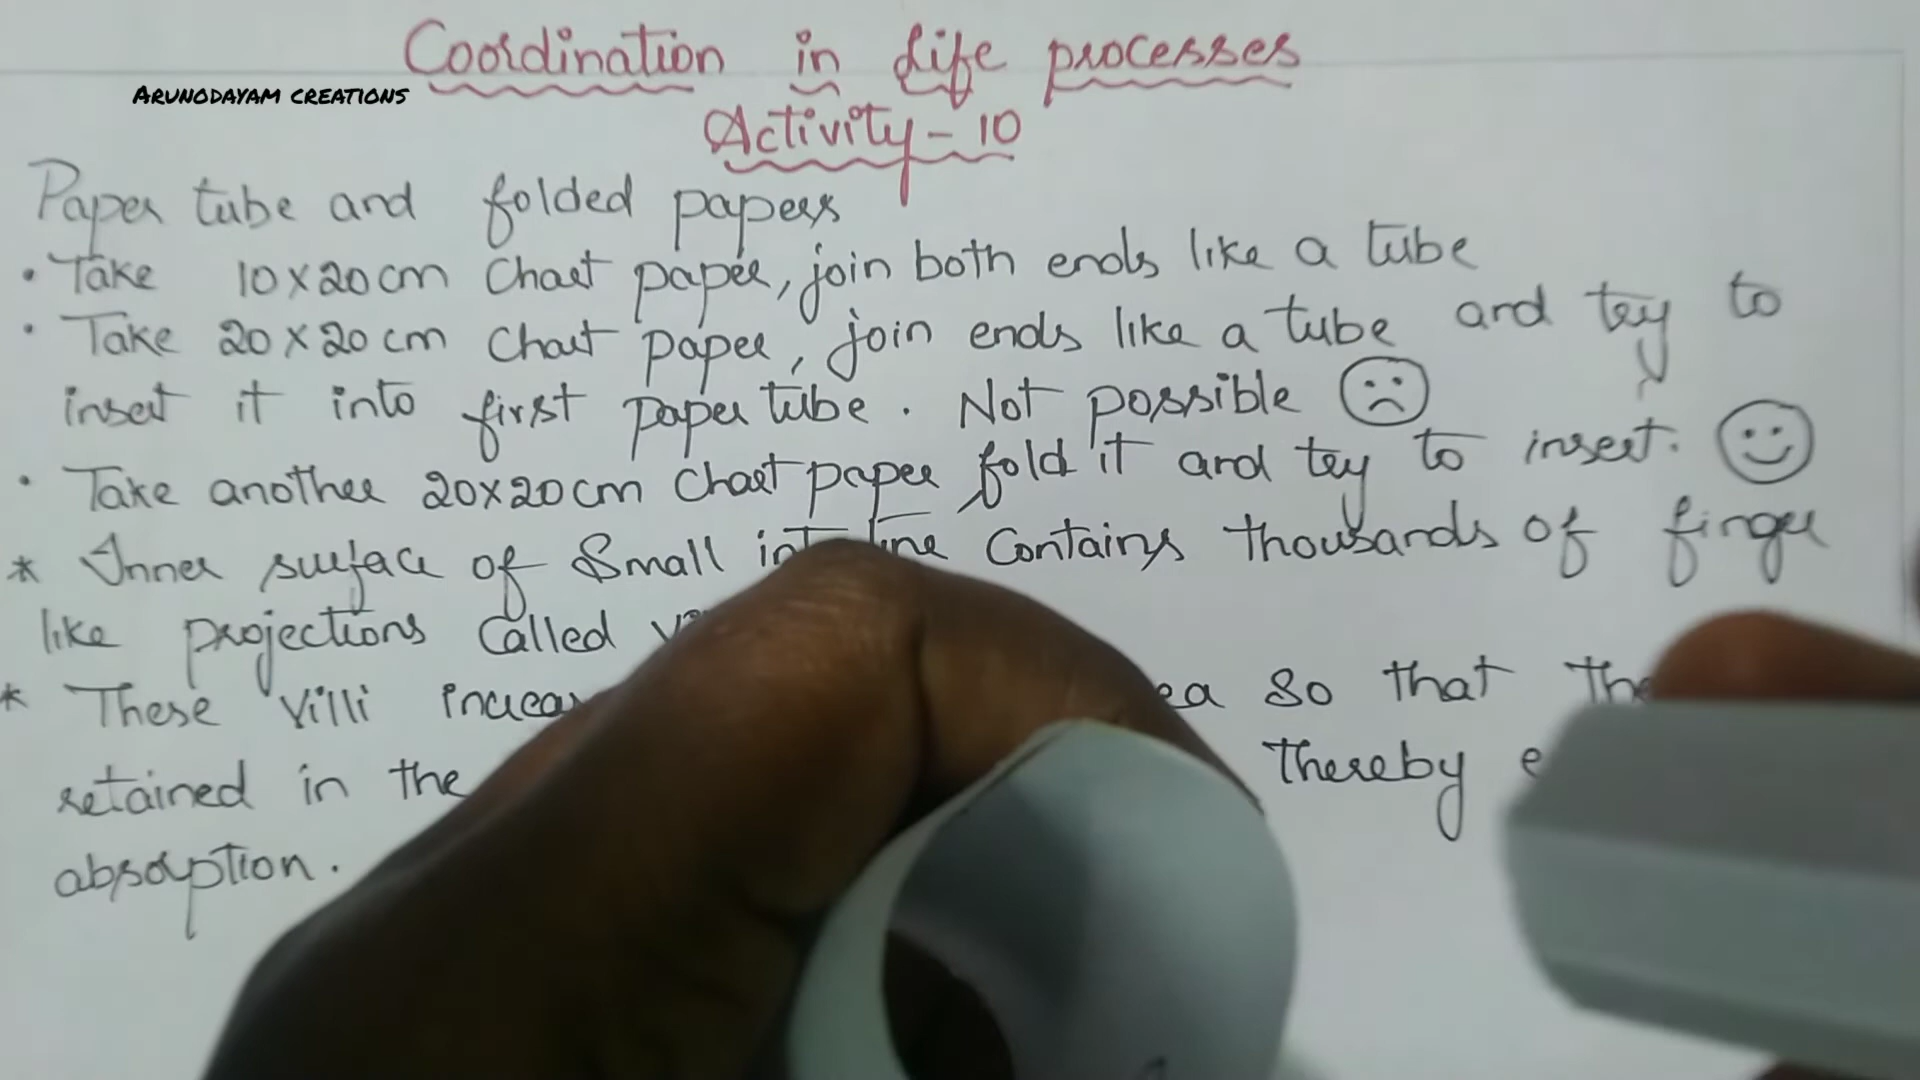 Coordination in Life processes
ARUNODAYAM CREATIONS
Activity - 10
Paper tube and folded papers
• Take 10x20cm Chart paper, join both ends like a tube
• Take 20x20cm Chart paper, join ends like a tube and try to
insert it into first paper tube. Not possible
• Take another 20x20cm Chart paper fold it and try to insert.
* Inner surface of Small Contains thousands of finger
like projections Called
* These Villi so that
retained in the thereby
absorption.